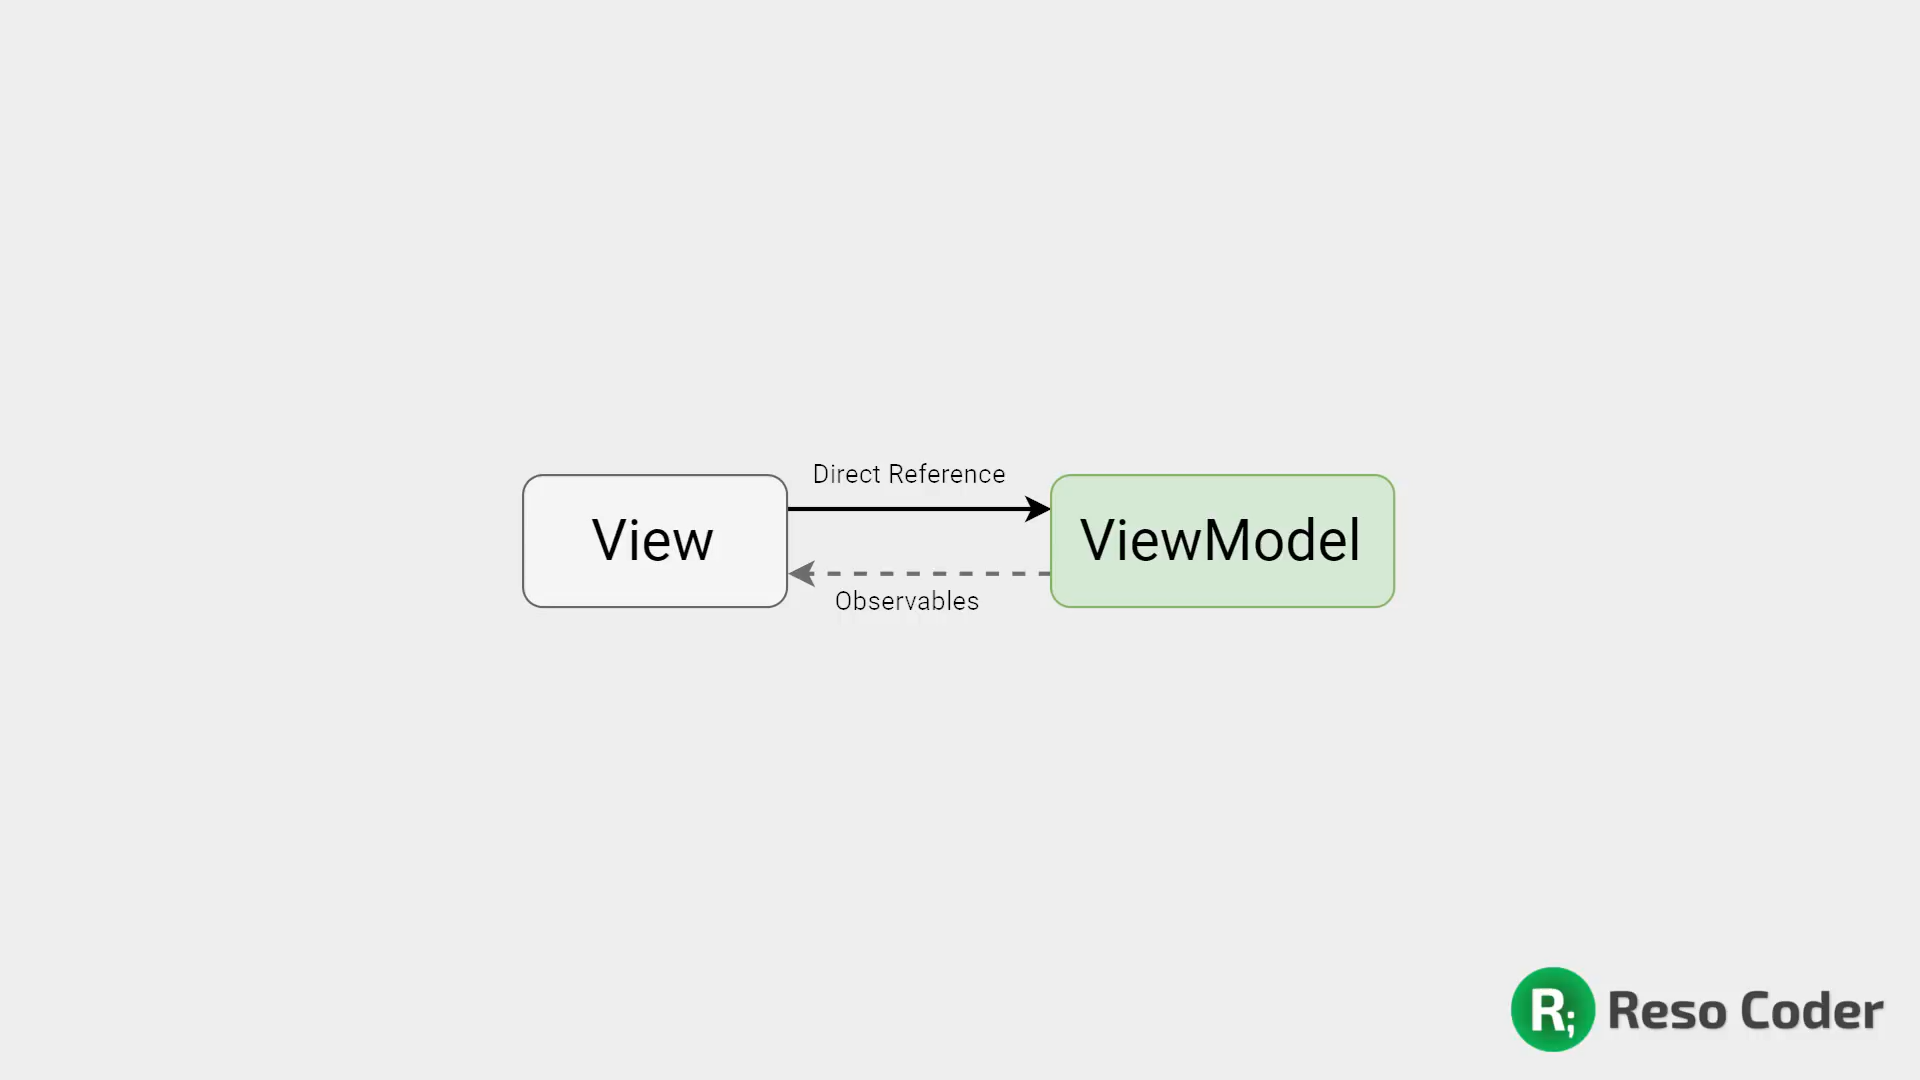 Direct Reference
View
ViewModel
Observables
R;
Reso Coder